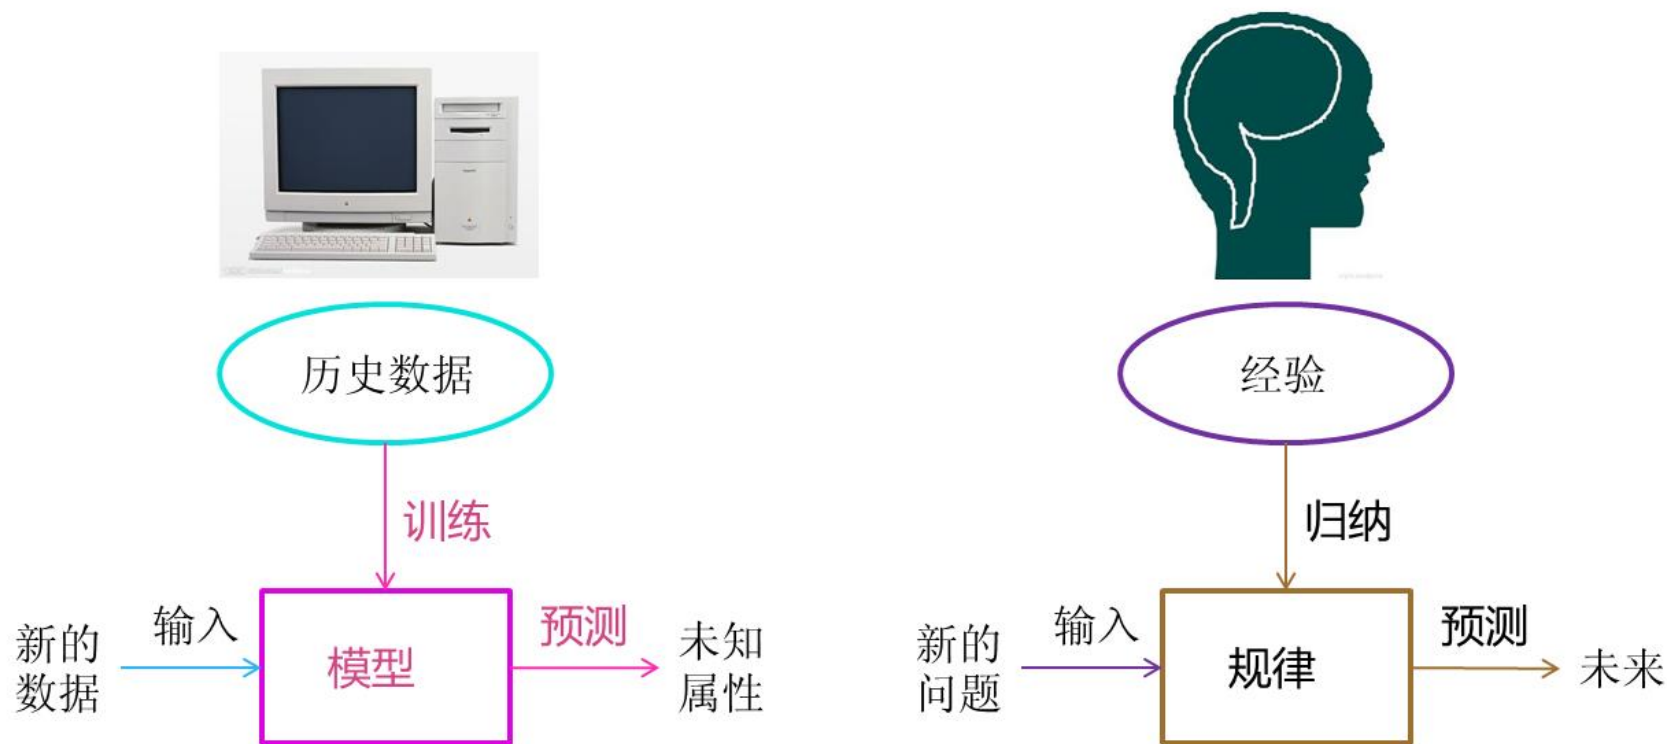 历史数据
训练
新的
数据
输入
模型
预测
未知
属性
经验
归纳
新的
问题
输入
规律
预测
未来